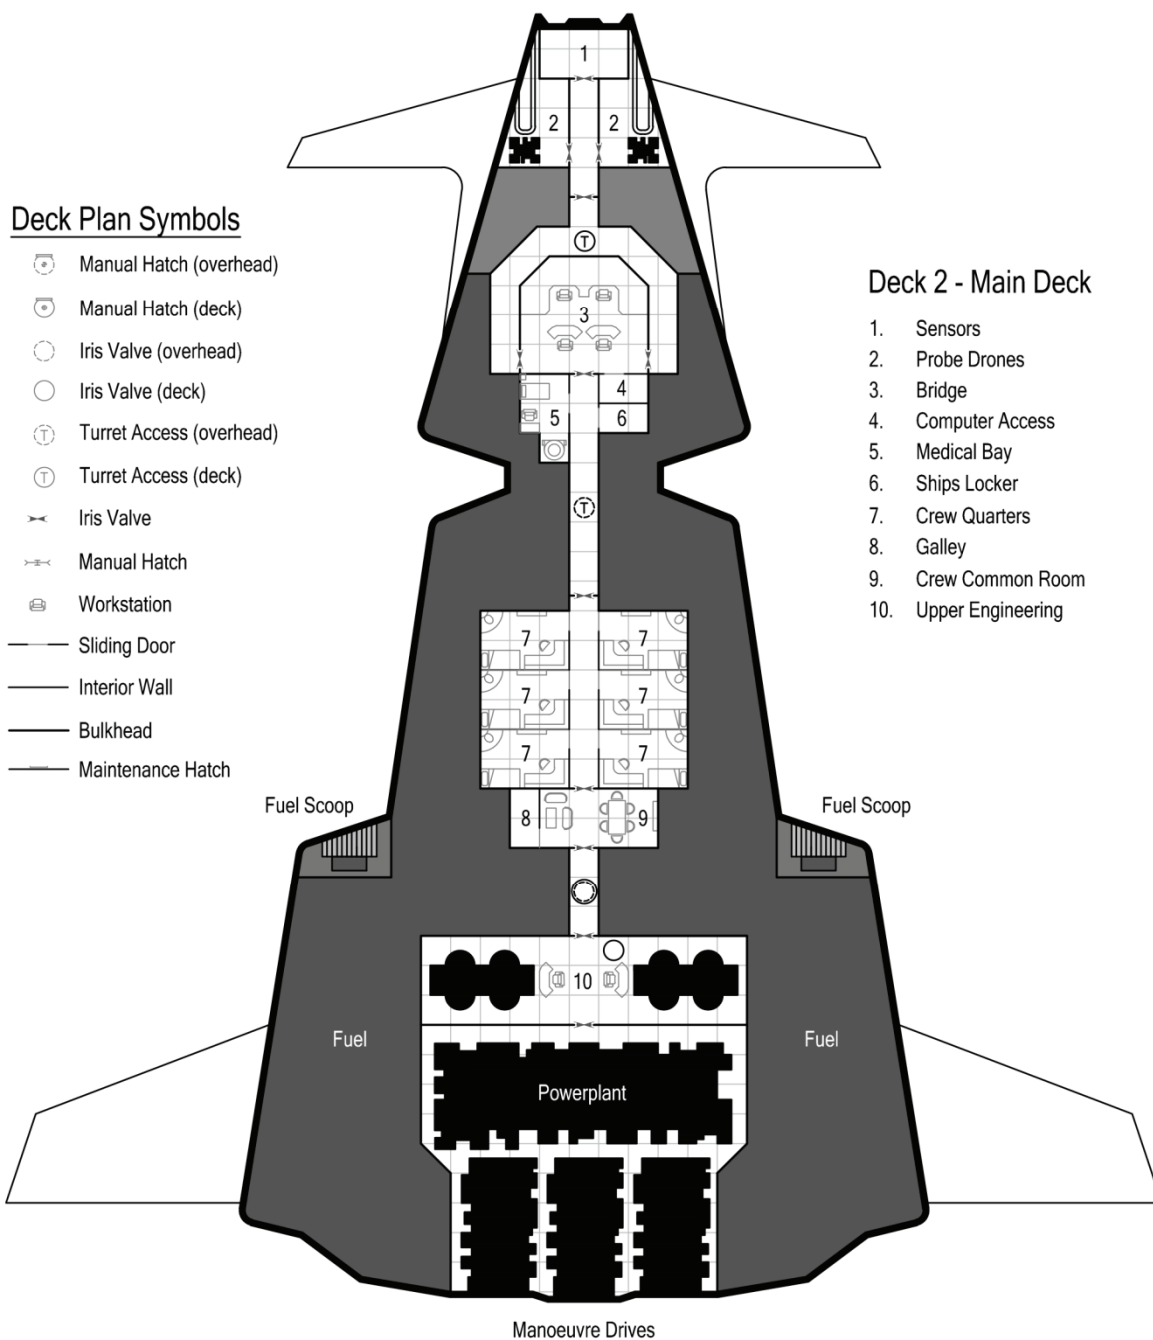 1
2 2
Deck Plan Symbols
Manual Hatch (overhead)
Manual Hatch (deck)
Iris Valve (overhead)
Iris Valve (deck)
T Turret Access (overhead)
T Turret Access (deck)
Iris Valve
Manual Hatch
Workstation
Sliding Door
Interior Wall
Bulkhead
Maintenance Hatch
T
3
4
5 6
T
Deck 2 - Main Deck
1. Sensors
2. Probe Drones
3. Bridge
4. Computer Access
5. Medical Bay
6. Ships Locker
7. Crew Quarters
8. Galley
9. Crew Common Room
10. Upper Engineering
7 7
7 7
7 7
Fuel Scoop
Fuel Scoop
8 9
10
Fuel
Fuel
Powerplant
Manoeuvre Drives